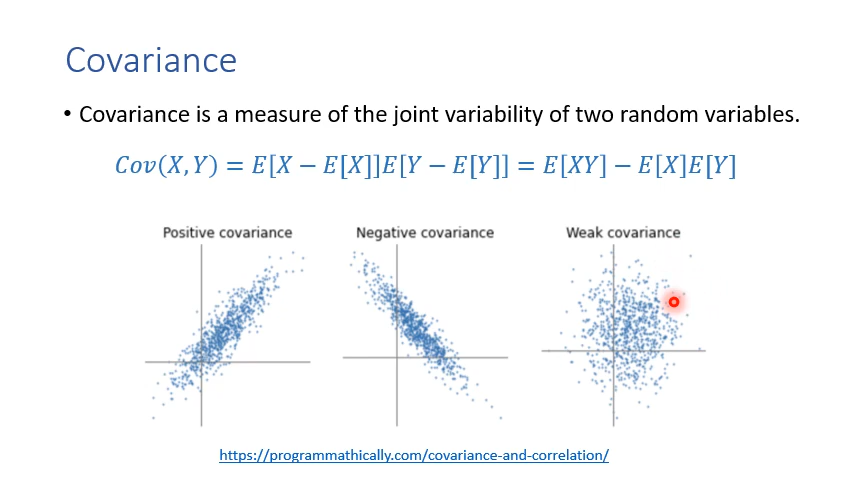 Covariance
• Covariance is a measure of the joint variability of two random variables.
𝐶𝑜𝑣(𝑋, 𝑌) = 𝐸[𝑋 − 𝐸[𝑋]]𝐸[𝑌 − 𝐸[𝑌]] = 𝐸[𝑋𝑌] − 𝐸[𝑋]𝐸[𝑌]
Positive covariance Negative covariance Weak covariance
https://programmathically.com/covariance-and-correlation/